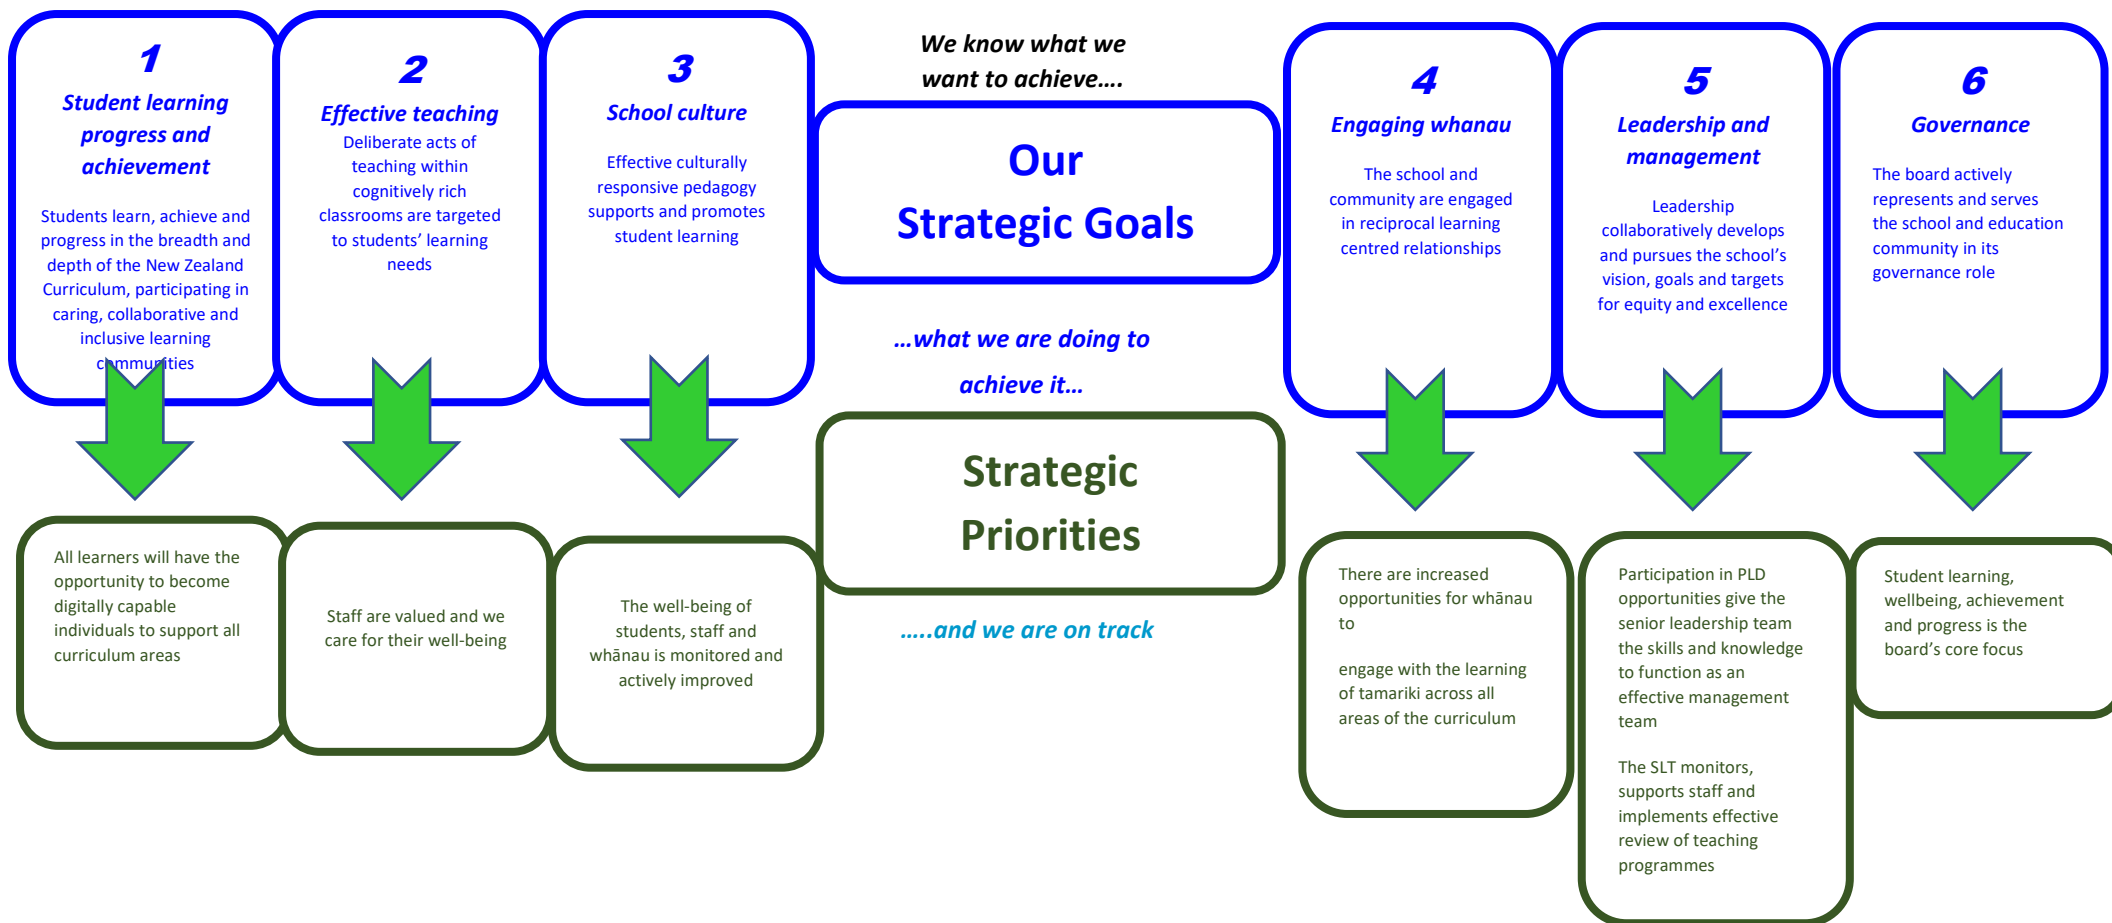 1
Student learning
progress and
achievement
Students learn, achieve and
progress in the breadth and
depth of the New Zealand
Curriculum, participating in
caring, collaborative and
inclusive learning
communities
2
Effective teaching
Deliberate acts of
teaching within
cognitively rich
classrooms are targeted
to students’ learning
needs
3
School culture
Effective culturally
responsive pedagogy
supports and promotes
student learning
We know what we
want to achieve….
Our
Strategic Goals
…what we are doing to
achieve it…
Strategic
Priorities
…..and we are on track
4
Engaging whanau
The school and
community are engaged
in reciprocal learning
centred relationships
5
Leadership and
management
Leadership
collaboratively develops
and pursues the school’s
vision, goals and targets
for equity and excellence
6
Governance
The board actively
represents and serves
the school and education
community in its
governance role
All learners will have the
opportunity to become
digitally capable
individuals to support all
curriculum areas
Staff are valued and we
care for their well-being
The well-being of
students, staff and
whānau is monitored and
actively improved
There are increased
opportunities for whānau
to
engage with the learning
of tamariki across all
areas of the curriculum
Participation in PLD
opportunities give the
senior leadership team
the skills and knowledge
to function as an
effective management
team
The SLT monitors,
supports staff and
implements effective
review of teaching
programmes
Student learning,
wellbeing, achievement
and progress is the
board’s core focus